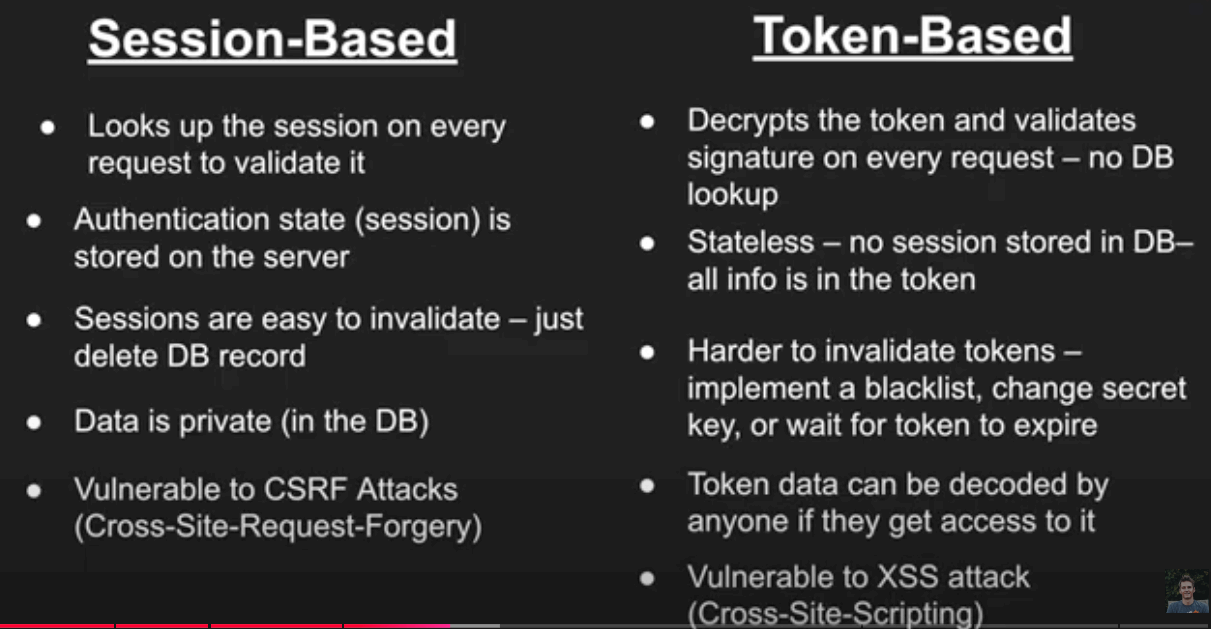 Session-Based
● Looks up the session on every
request to validate it
● Authentication state (session) is
stored on the server
● Sessions are easy to invalidate – just
delete DB record
● Data is private (in the DB)
● Vulnerable to CSRF Attacks
(Cross-Site-Request-Forgery)
Token-Based
● Decrypts the token and validates
signature on every request – no DB
lookup
● Stateless – no session stored in DB–
all info is in the token
● Harder to invalidate tokens –
implement a blacklist, change secret
key, or wait for token to expire
● Token data can be decoded by
anyone if they get access to it
● Vulnerable to XSS attack
(Cross-Site-Scripting)